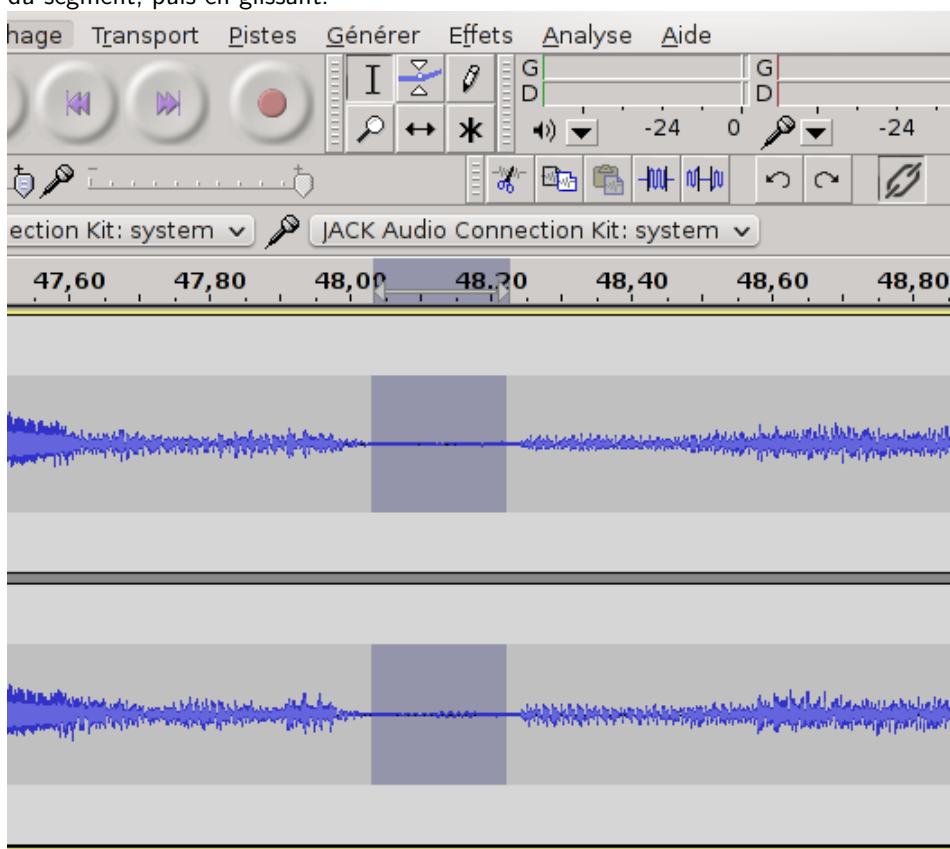 du segment, puis en glissant.
hage Transport Pistes Générer Effets Analyse Aide
G G
D D
-24 0 -24
ection Kit: system JACK Audio Connection Kit: system
47,60 47,80 48,00 48,20 48,40 48,60 48,80